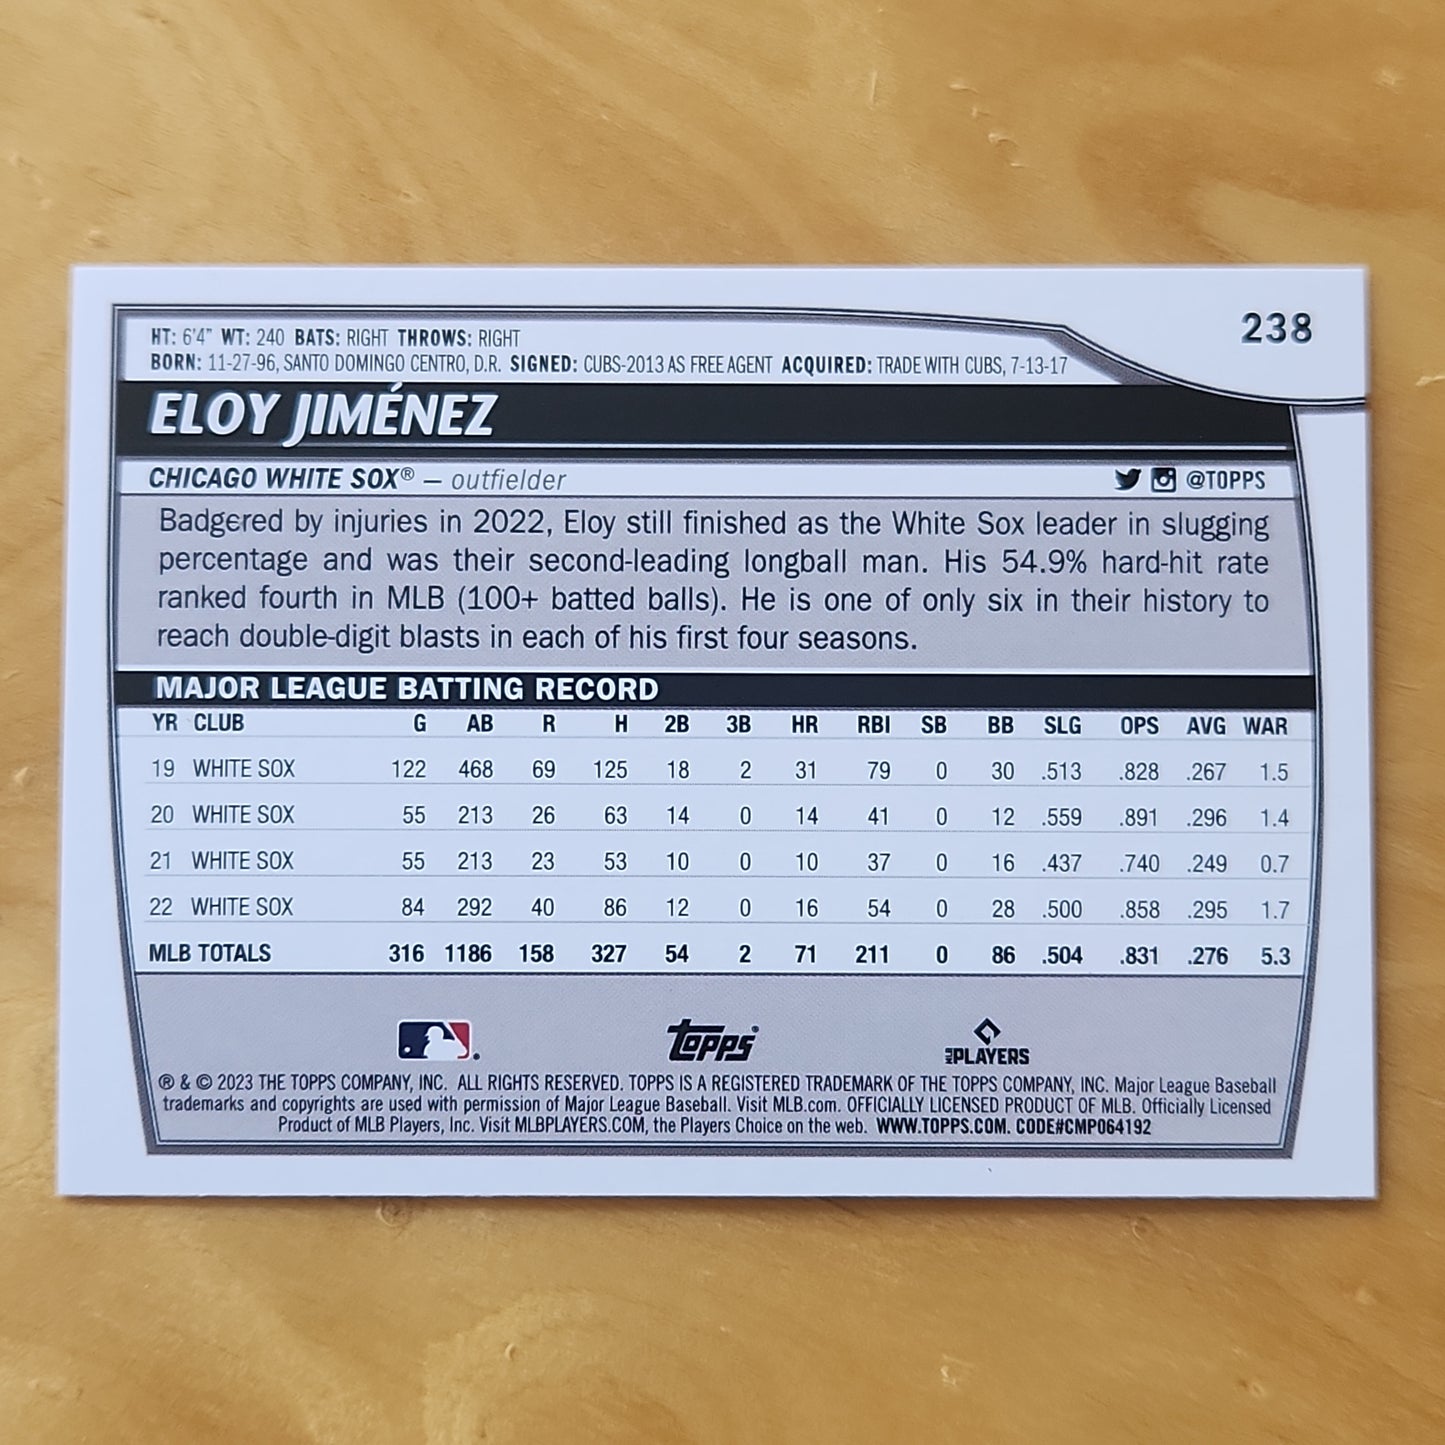 238
HT: 6'4" WT: 240 BATS: RIGHT THROWS: RIGHT
BORN: 11-27-96, SANTO DOMINGO CENTRO, D.R. SIGNED: CUBS-2013 AS FREE AGENT ACQUIRED: TRADE WITH CUBS, 7-13-17
ELOY JIMÉNEZ
CHICAGO WHITE SOX® – outfielder @TOPPS
Badgered by injuries in 2022, Eloy still finished as the White Sox leader in slugging
percentage and was their second-leading longball man. His 54.9% hard-hit rate
ranked fourth in MLB (100+ batted balls). He is one of only six in their history to
reach double-digit blasts in each of his first four seasons.
MAJOR LEAGUE BATTING RECORD
YR CLUB G AB R H 2B 3B HR RBI SB BB SLG OPS AVG WAR
19 WHITE SOX 122 468 69 125 18 2 31 79 0 30 .513 .828 .267 1.5
20 WHITE SOX 55 213 26 63 14 0 14 41 0 12 .559 .891 .296 1.4
21 WHITE SOX 55 213 23 53 10 0 10 37 0 16 .437 .740 .249 0.7
22 WHITE SOX 84 292 40 86 12 0 16 54 0 28 .500 .858 .295 1.7
MLB TOTALS 316 1186 158 327 54 2 71 211 0 86 .504 .831 .276 5.3
topps® MLB PLAYERS
® & © 2023 THE TOPPS COMPANY, INC. ALL RIGHTS RESERVED. TOPPS IS A REGISTERED TRADEMARK OF THE TOPPS COMPANY, INC. Major League Baseball
trademarks and copyrights are used with permission of Major League Baseball. Visit MLB.com. OFFICIALLY LICENSED PRODUCT OF MLB. Officially Licensed
Product of MLB Players, Inc. Visit MLBPLAYERS.COM, the Players Choice on the web. WWW.TOPPS.COM. CODE#CMP064192